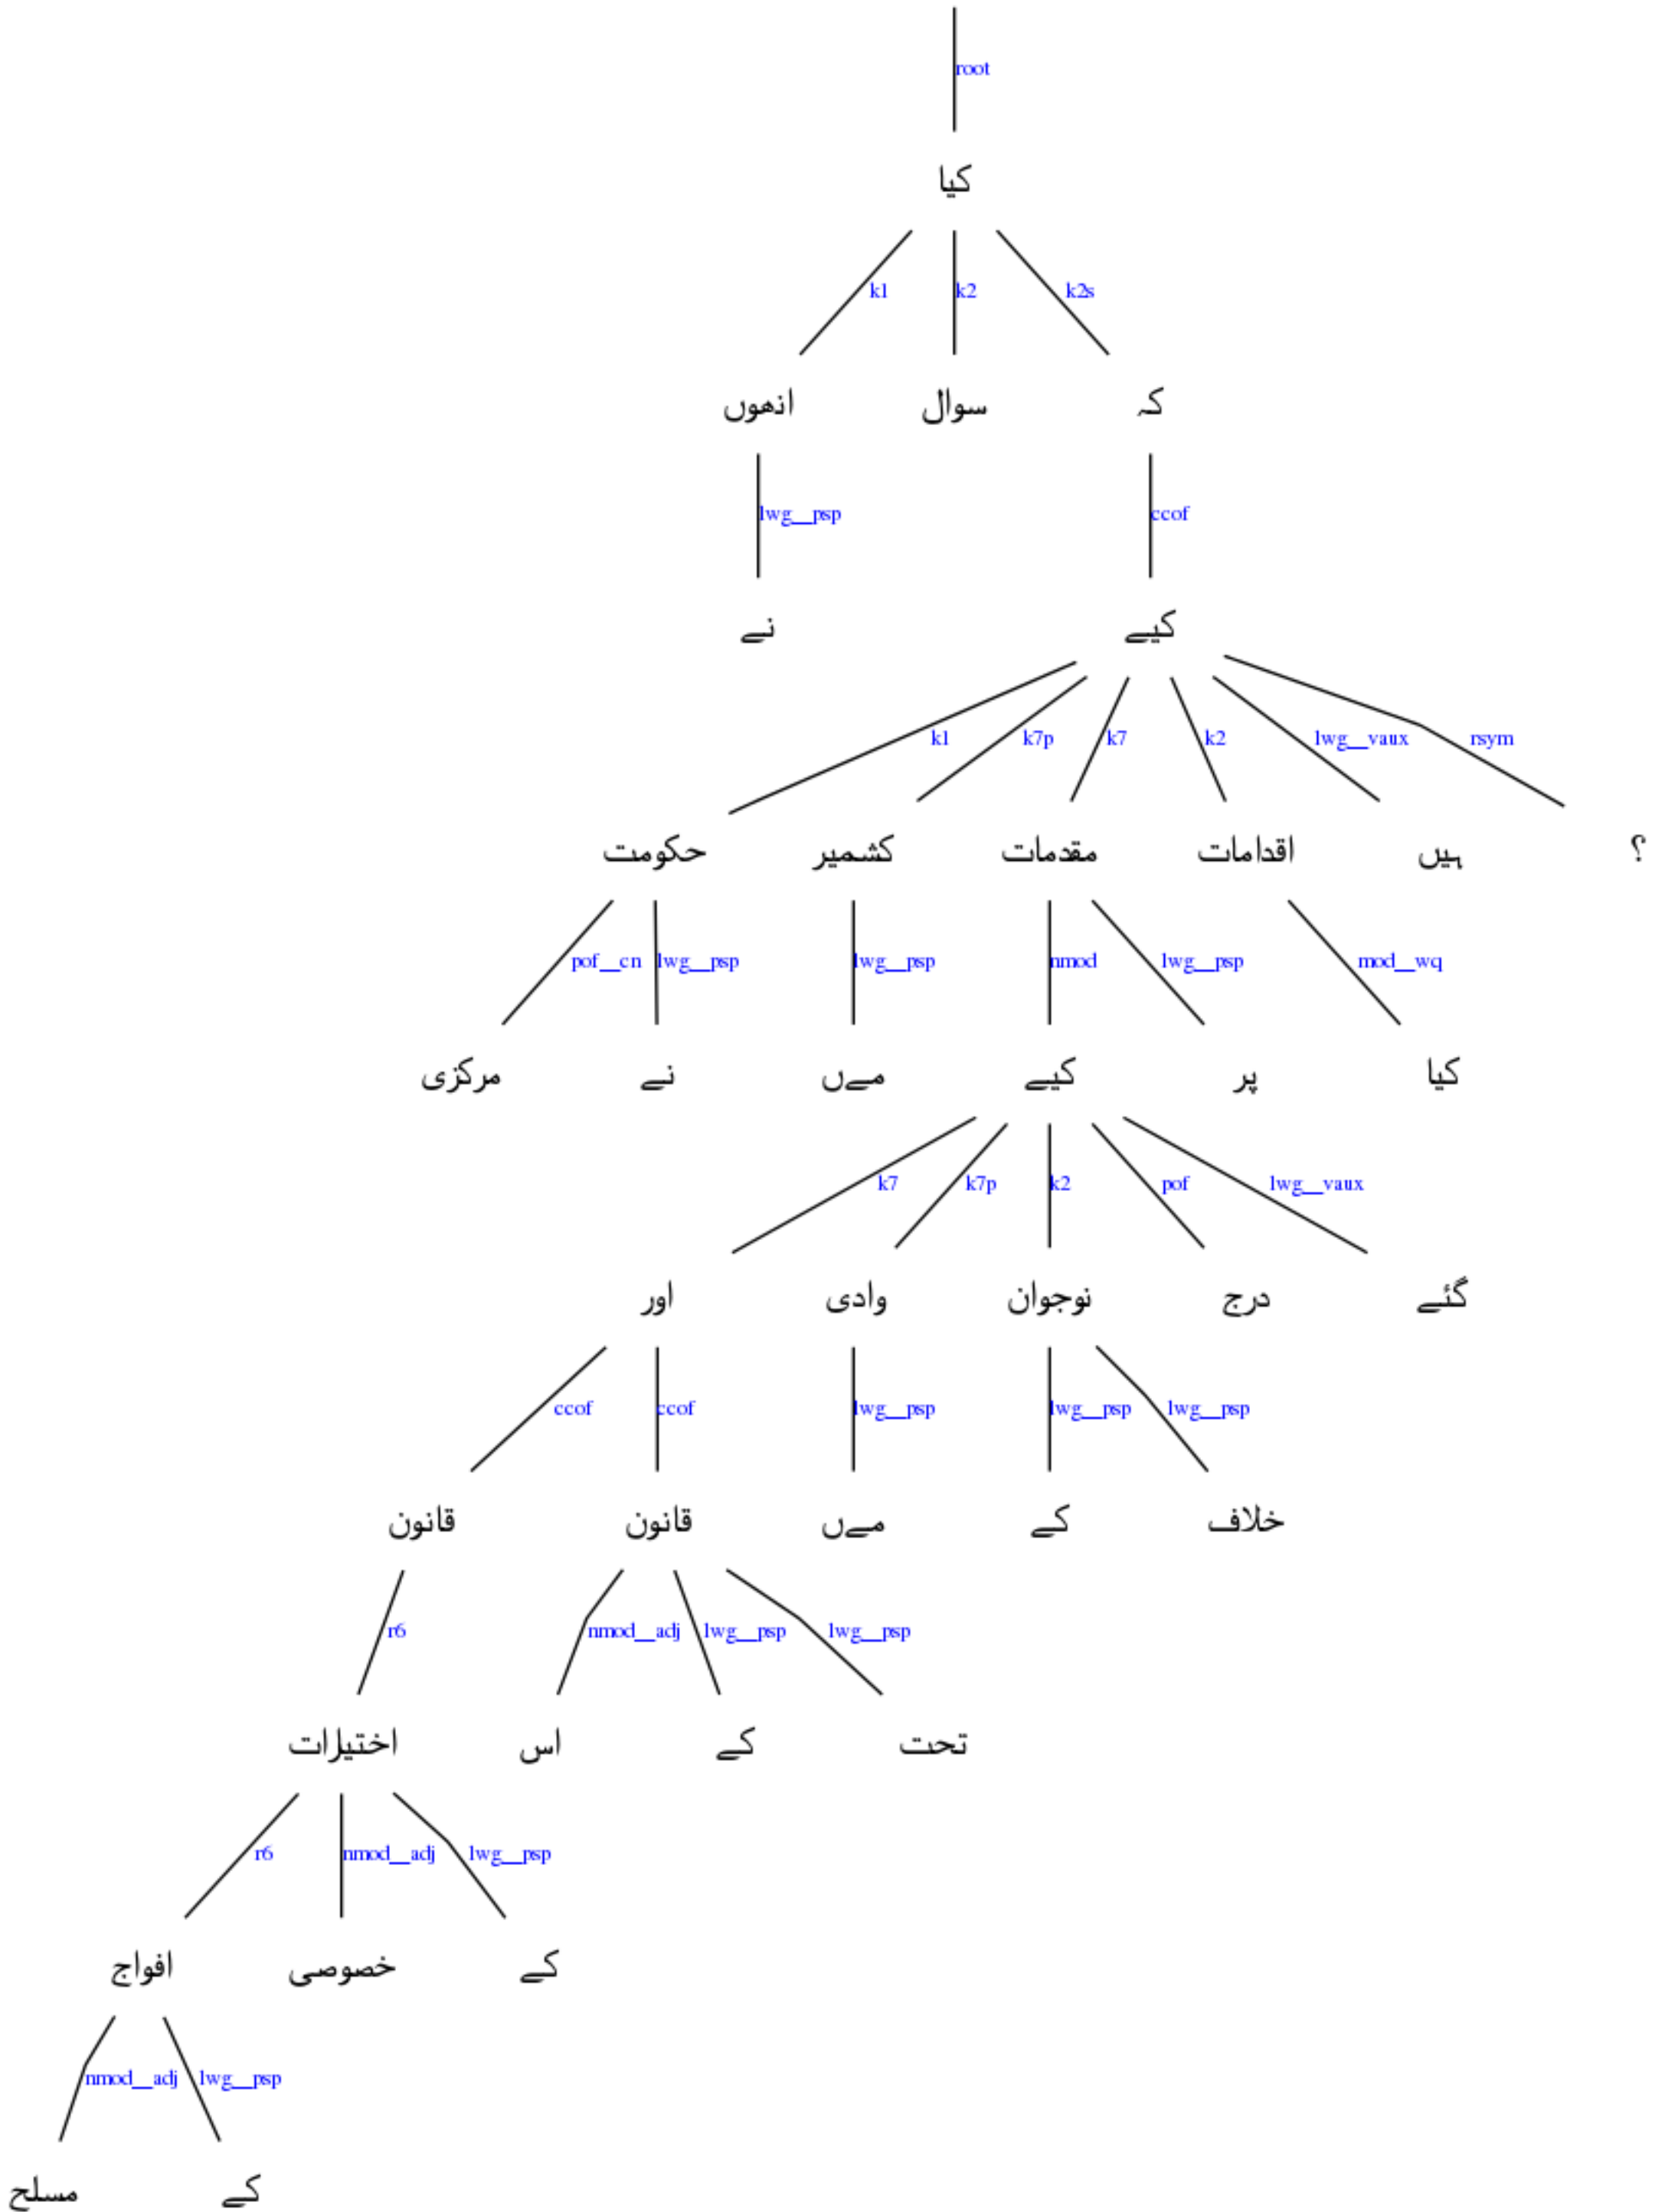 root
کیا
k1 k2 k2s
انھوں سوال کہ
lwg__psp ccof
نے کیے
k1 k7p k7 k2 lwg__vaux rsym
حکومت کشمیر مقدمات اقدامات ہیں ؟
pof__cn lwg__psp lwg__psp nmod lwg__psp mod__wq
مرکزی نے مےں کیے پر کیا
k7 k7p k2 pof lwg__vaux
اور وادی نوجوان درج گئے
ccof ccof lwg__psp lwg__psp lwg__psp
قانون قانون مےں کے خلاف
r6 nmod__adj lwg__psp lwg__psp
اختیارات اس کے تحت
r6 nmod__adj lwg__psp
افواج خصوصی کے
nmod__adj lwg__psp
مسلح کے